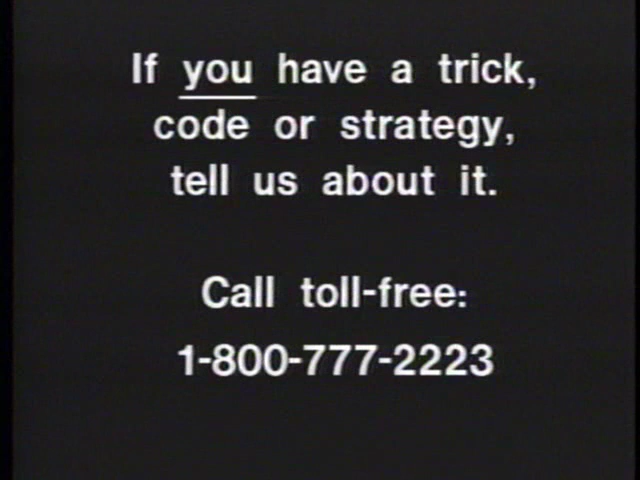 If you have a trick,
code or strategy,
tell us about it.
Call toll-free:
1-800-777-2223